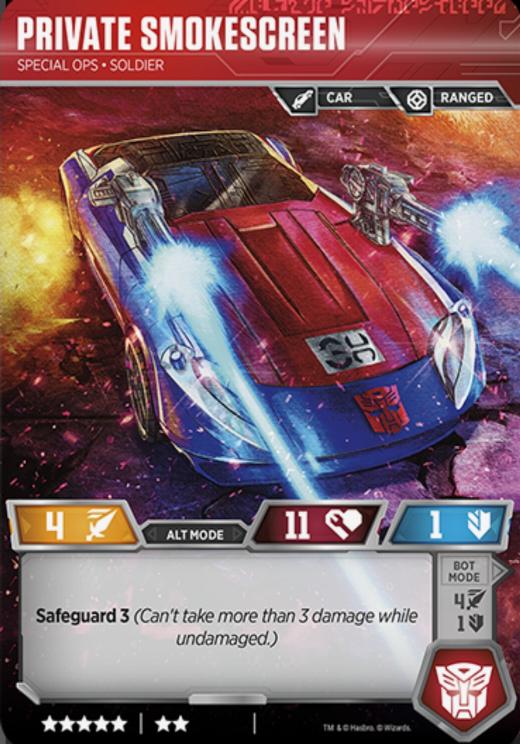 PRIVATE SMOKESCREEN
SPECIAL OPS • SOLDIER
CAR
RANGED
4
ALT MODE
11
1
Safeguard 3 (Can't take more than 3 damage while
undamaged.)
BOT
MODE
4
1
TM & © Hasbro. © Wizards.